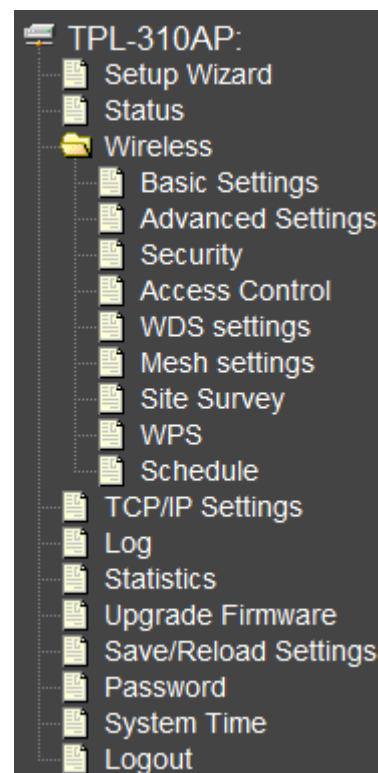 TPL-310AP:
Setup Wizard
Status
Wireless
Basic Settings
Advanced Settings
Security
Access Control
WDS settings
Mesh settings
Site Survey
WPS
Schedule
TCP/IP Settings
Log
Statistics
Upgrade Firmware
Save/Reload Settings
Password
System Time
Logout